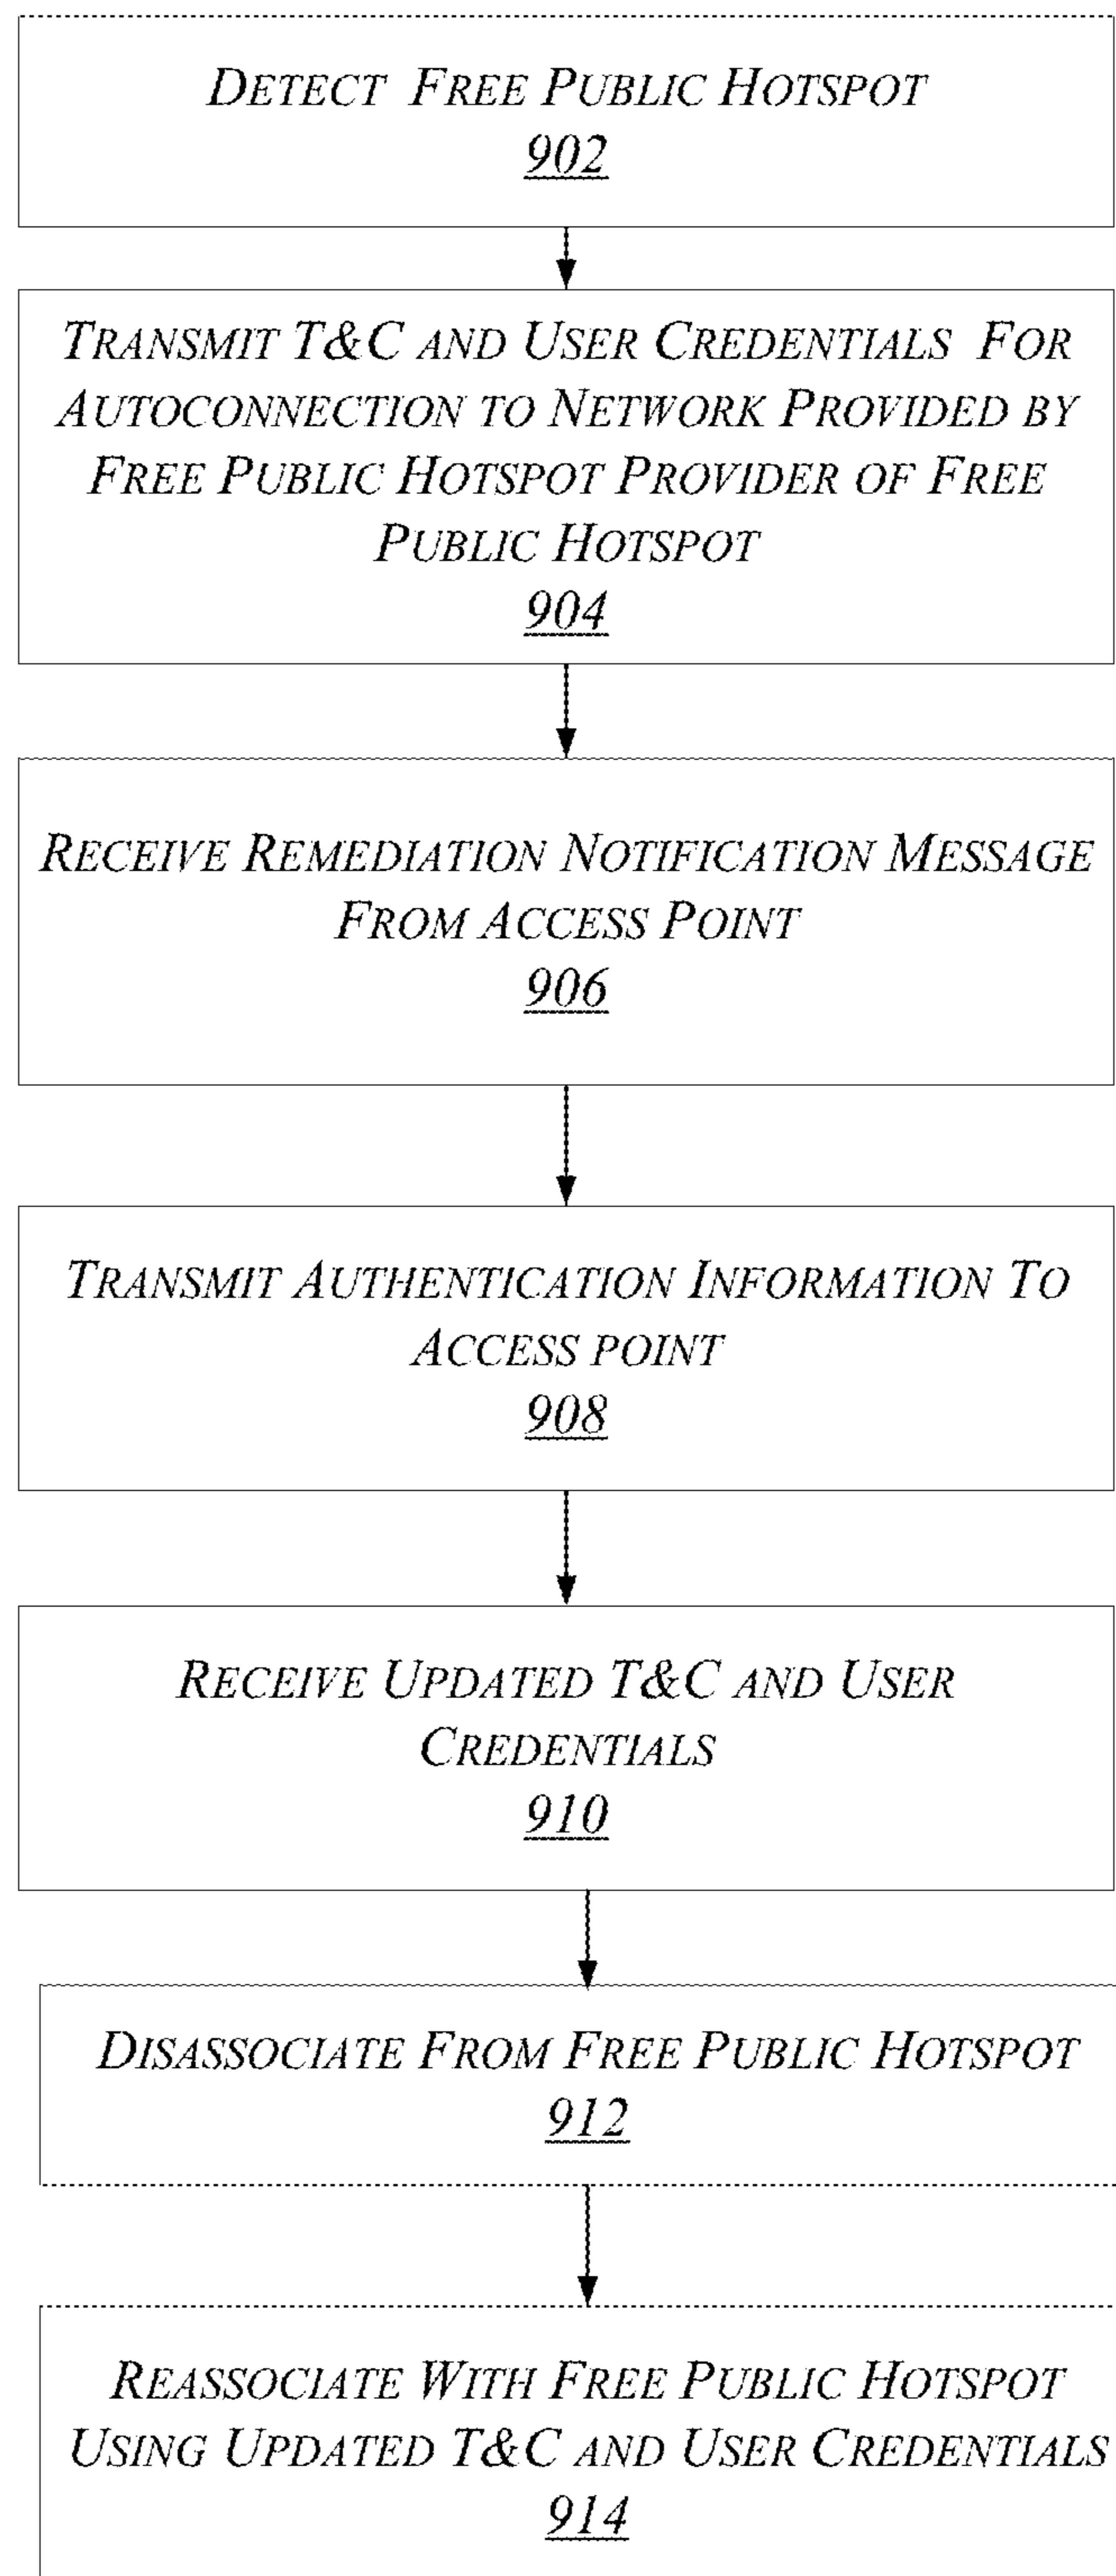 DETECT FREE PUBLIC HOTSPOT
902
TRANSMIT T&C AND USER CREDENTIALS FOR
AUTOCONNECTION TO NETWORK PROVIDED BY
FREE PUBLIC HOTSPOT PROVIDER OF FREE
PUBLIC HOTSPOT
904
RECEIVE REMEDIATION NOTIFICATION MESSAGE
FROM ACCESS POINT
906
TRANSMIT AUTHENTICATION INFORMATION TO
ACCESS POINT
908
RECEIVE UPDATED T&C AND USER
CREDENTIALS
910
DISASSOCIATE FROM FREE PUBLIC HOTSPOT
912
REASSOCIATE WITH FREE PUBLIC HOTSPOT
USING UPDATED T&C AND USER CREDENTIALS
914